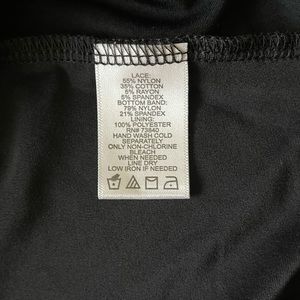 LACE:
55% NYLON
35% COTTON
5% RAYON
5% SPANDEX
BOTTOM BAND:
79% NYLON
21% SPANDEX
LINING:
100% POLYESTER
RN# 73840
HAND WASH COLD
SEPARATELY
ONLY NON-CHLORINE
BLEACH
WHEN NEEDED
LINE DRY
LOW IRON IF NEEDED